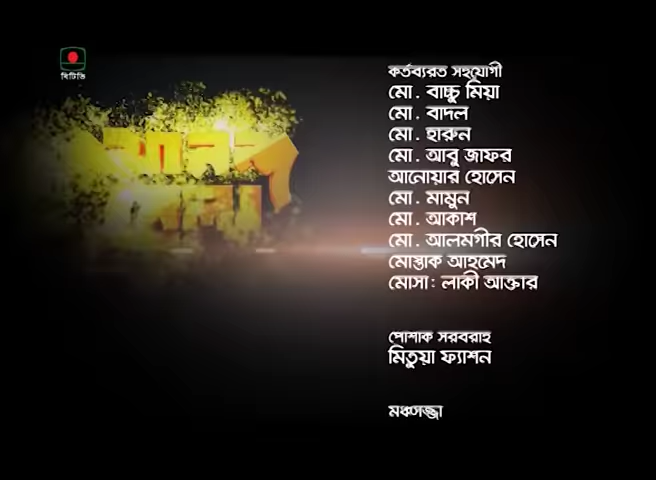 বিটিভি
কর্তব্যরত সহযোগী
মো. বাচ্চু মিয়া
মো. বাদল
মো. হারুন
মো. আবু জাফর
আনোয়ার হোসেন
মো. মামুন
মো. আকাশ
মো. আলমগীর হোসেন
মোস্তাক আহমেদ
মোসা: লাকী আক্তার
পোশাক সরবরাহ
মিতুয়া ফ্যাশন
মঞ্চসজ্জা